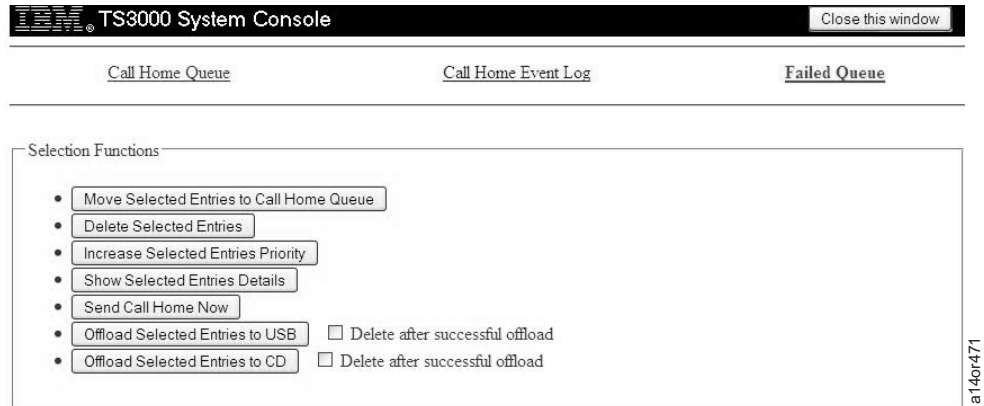 IBM® TS3000 System Console
Close this window
Call Home Queue
Call Home Event Log
Failed Queue
Selection Functions
Move Selected Entries to Call Home Queue
Delete Selected Entries
Increase Selected Entries Priority
Show Selected Entries Details
Send Call Home Now
Offload Selected Entries to USB Delete after successful offload
Offload Selected Entries to CD Delete after successful offload
a14or471